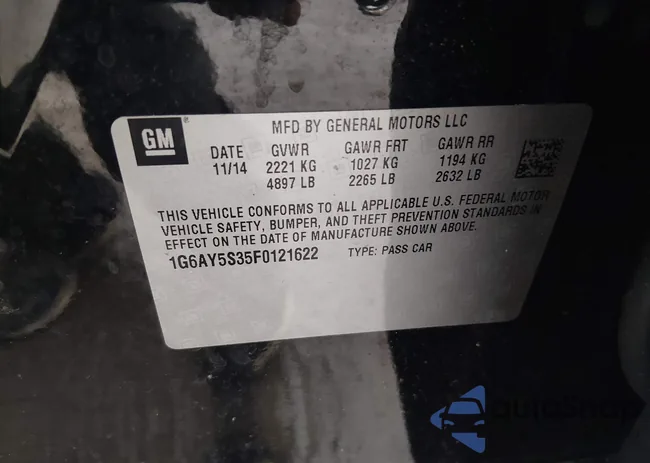 GM
MFD BY GENERAL MOTORS LLC
DATE GVWR GAWR FRT GAWR RR
11/14 2221 KG 1027 KG 1194 KG
4897 LB 2265 LB 2632 LB
THIS VEHICLE CONFORMS TO ALL APPLICABLE U.S. FEDERAL MOTOR
VEHICLE SAFETY, BUMPER, AND THEFT PREVENTION STANDARDS IN
EFFECT ON THE DATE OF MANUFACTURE SHOWN ABOVE.
1G6AY5S35F0121622 TYPE: PASS CAR